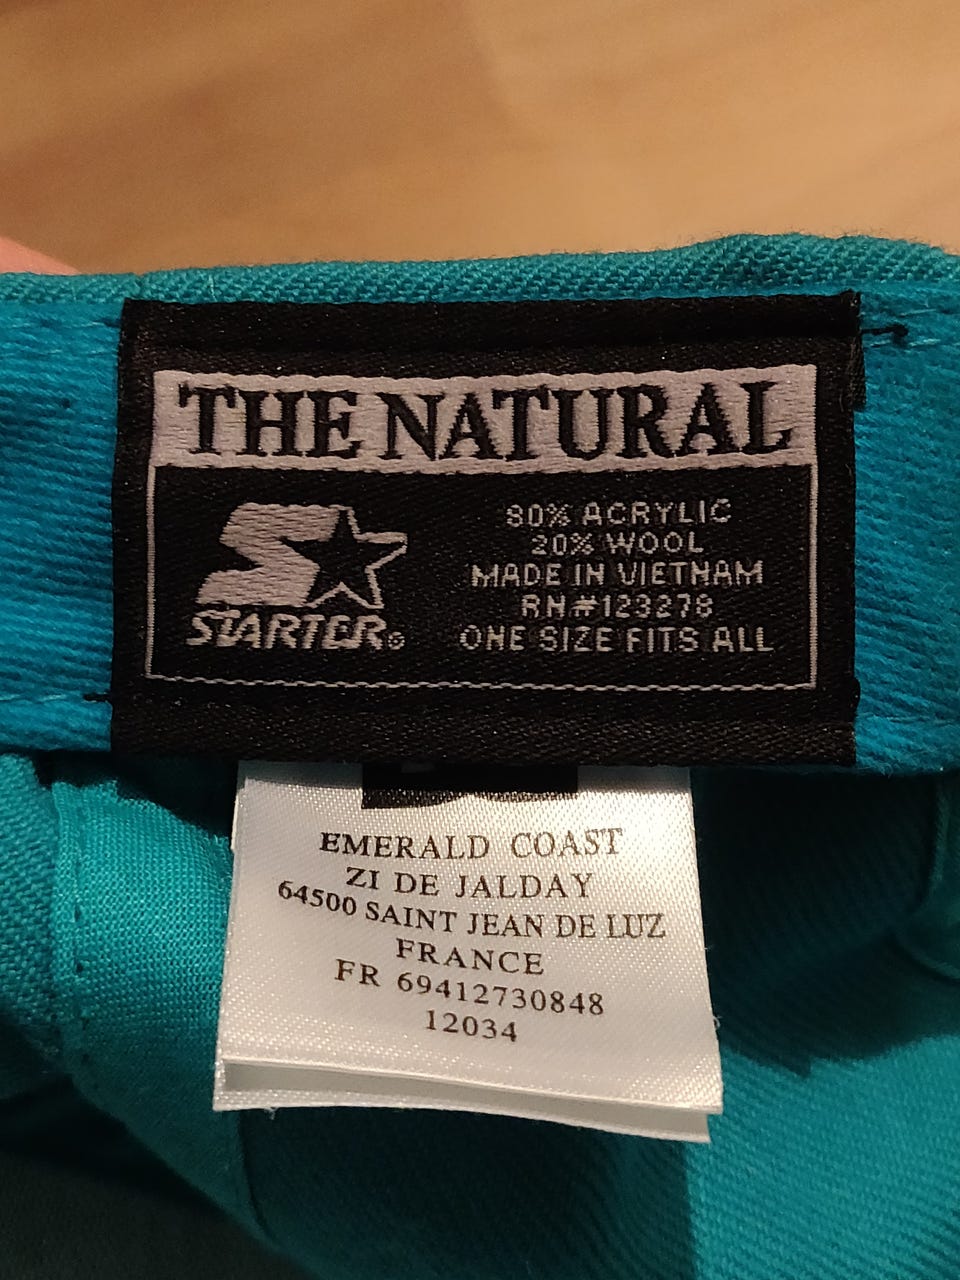 THE NATURAL
STARTER®
80% ACRYLIC
20% WOOL
MADE IN VIETNAM
RN#123278
ONE SIZE FITS ALL
EMERALD COAST
ZI DE JALDAY
64500 SAINT JEAN DE LUZ
FRANCE
FR 69412730848
12034